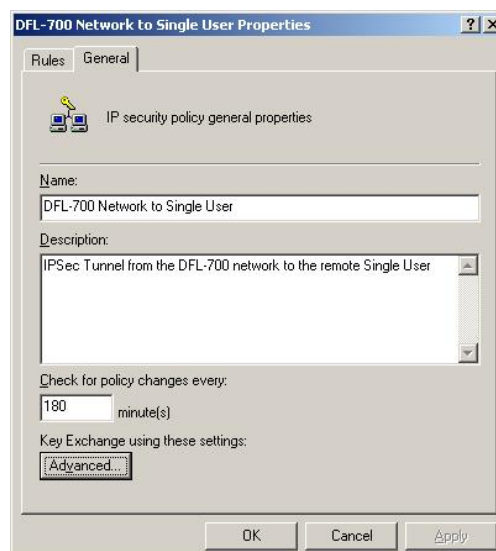 DFL-700 Network to Single User Properties
Rules General
IP security policy general properties
Name:
DFL-700 Network to Single User
Description:
IPSec Tunnel from the DFL-700 network to the remote Single User
Check for policy changes every:
180 minute(s)
Key Exchange using these settings:
Advanced...
OK Cancel Apply